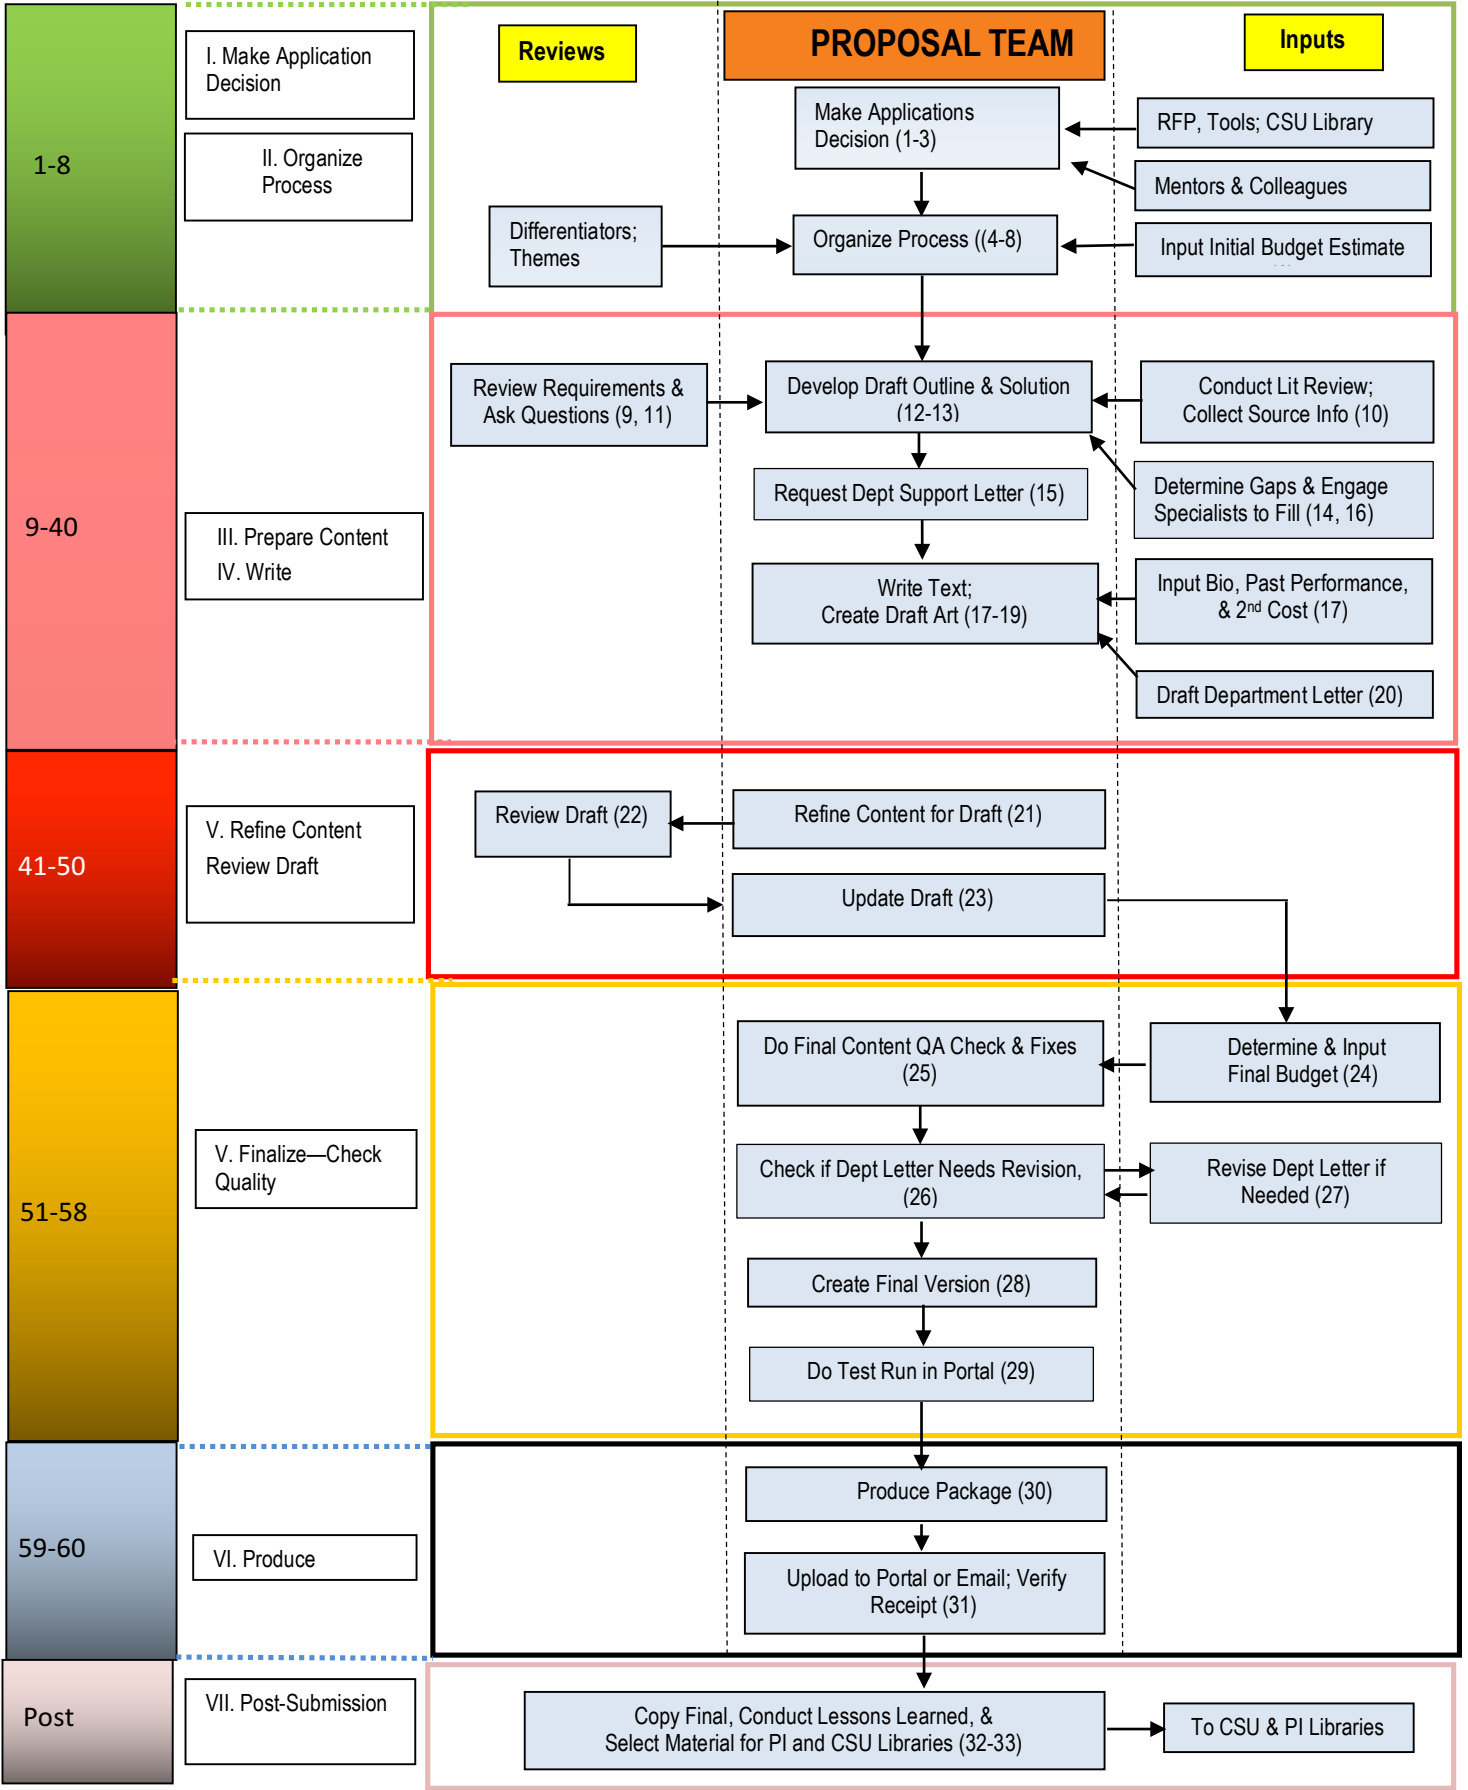 Reviews
PROPOSAL TEAM
Inputs
1-8
I. Make Application
Decision
II. Organize
Process
Make Applications
Decision (1-3)
RFP, Tools; CSU Library
Mentors & Colleagues
Differentiators;
Themes
Organize Process ((4-8)
Input Initial Budget Estimate
9-40
III. Prepare Content
IV. Write
Review Requirements &
Ask Questions (9, 11)
Develop Draft Outline & Solution
(12-13)
Conduct Lit Review;
Collect Source Info (10)
Request Dept Support Letter (15)
Determine Gaps & Engage
Specialists to Fill (14, 16)
Write Text;
Create Draft Art (17-19)
Input Bio, Past Performance,
& 2nd Cost (17)
Draft Department Letter (20)
41-50
V. Refine Content
Review Draft
Review Draft (22)
Refine Content for Draft (21)
Update Draft (23)
51-58
V. Finalize—Check
Quality
Do Final Content QA Check & Fixes
(25)
Determine & Input
Final Budget (24)
Check if Dept Letter Needs Revision,
(26)
Revise Dept Letter if
Needed (27)
Create Final Version (28)
Do Test Run in Portal (29)
59-60
VI. Produce
Produce Package (30)
Upload to Portal or Email; Verify
Receipt (31)
Post
VII. Post-Submission
Copy Final, Conduct Lessons Learned, &
Select Material for PI and CSU Libraries (32-33)
To CSU & PI Libraries